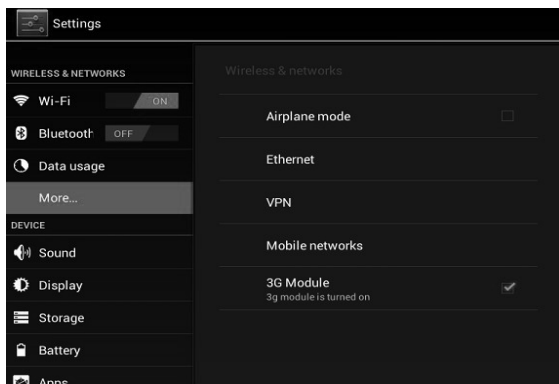 Settings
WIRELESS & NETWORKS
Wi-Fi ON
Bluetooth OFF
Data usage
More...
DEVICE
Sound
Display
Storage
Battery
Apps
Wireless & networks
Airplane mode
Ethernet
VPN
Mobile networks
3G Module
3g module is turned on